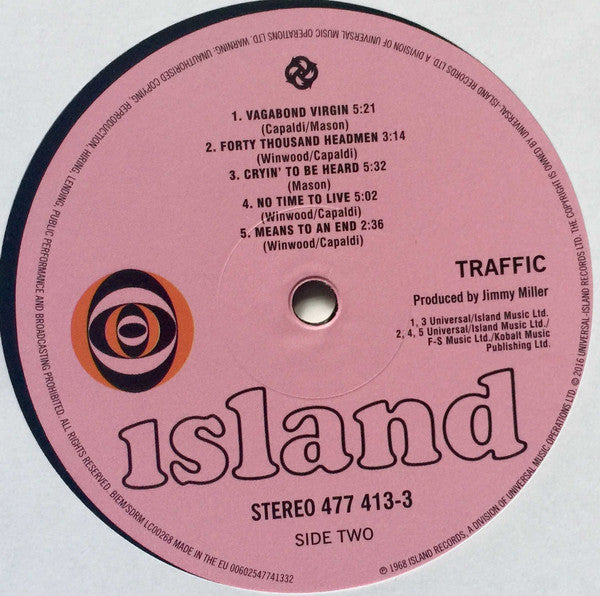 1. VAGABOND VIRGIN 5:21
(Capaldi/Mason)
2. FORTY THOUSAND HEADMEN 3:14
(Winwood/Capaldi)
3. CRYIN' TO BE HEARD 5:32
(Mason)
4. NO TIME TO LIVE 5:02
(Winwood/Capaldi)
5. MEANS TO AN END 2:36
(Winwood/Capaldi)
TRAFFIC
Produced by Jimmy Miller
1, 3 Universal/Island Music Ltd.
2, 4, 5 Universal/Island Music Ltd./
F-S Music Ltd./Kobalt Music
Publishing Ltd.
island
STEREO 477 413-3
SIDE TWO
℗ 1968 ISLAND RECORDS, A DIVISION OF UNIVERSAL MUSIC OPERATIONS LTD. © 2016 UNIVERSAL-ISLAND RECORDS LTD. THE COPYRIGHT IS OWNED BY UNIVERSAL-ISLAND RECORDS LTD A DIVISION OF UNIVERSAL MUSIC OPERATIONS LTD. WARNING: UNAUTHORISED COPYING, REPRODUCTION, HIRING, LENDING, PUBLIC PERFORMANCE AND BROADCASTING PROHIBITED. ALL RIGHTS RESERVED. BIEM/SDRM LC00268 MADE IN THE EU 00602547741332